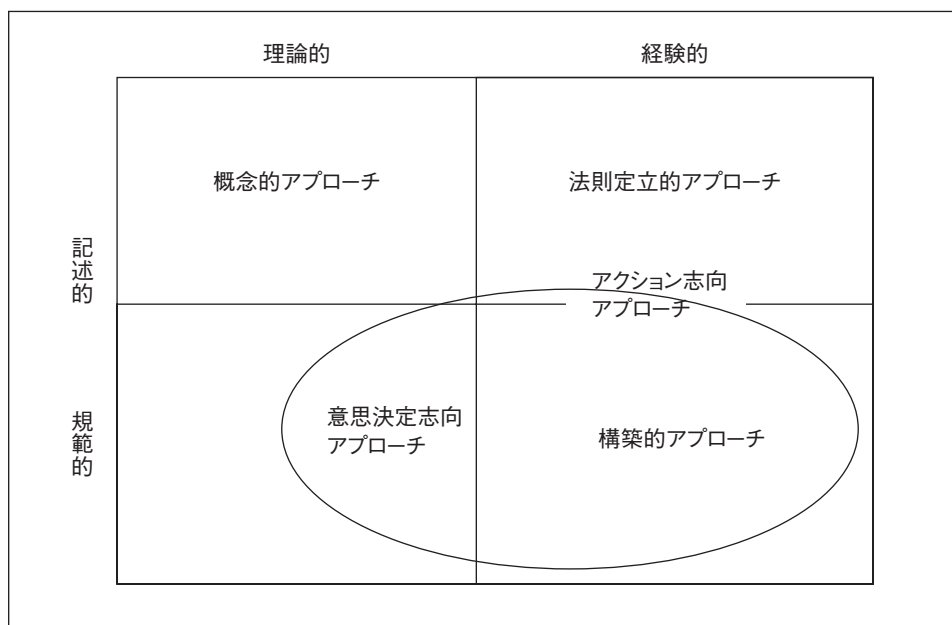 理論的
経験的
概念的アプローチ
法則定立的アプローチ
記述的
アクション志向
アプローチ
規範的
意思決定志向
アプローチ
構築的アプローチ